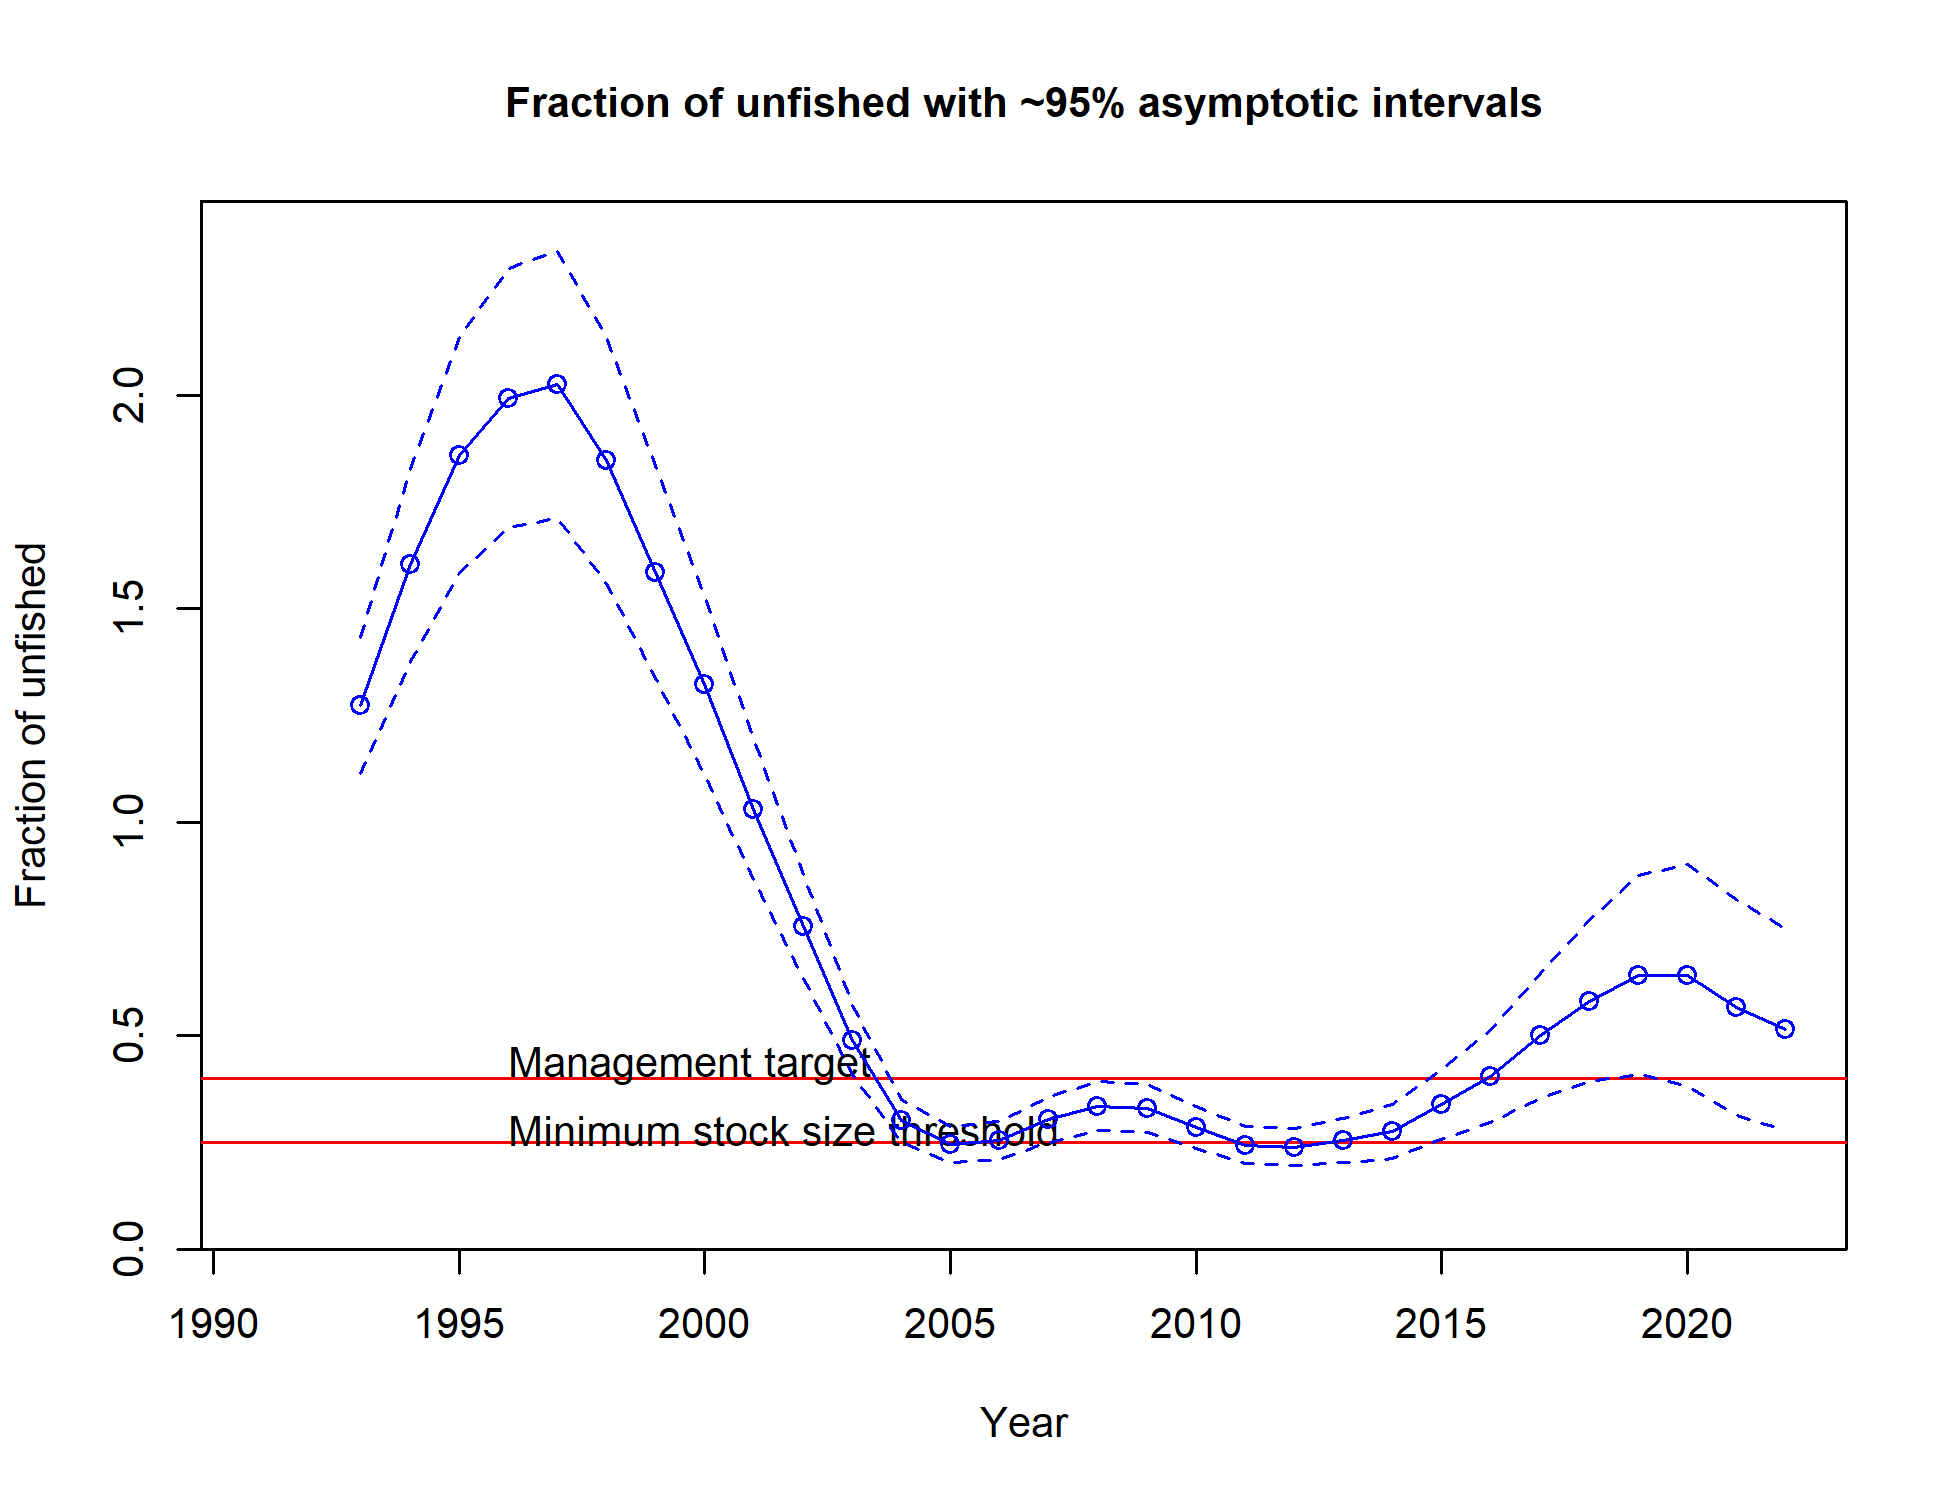 Fraction of unfished with ~95% asymptotic intervals
Fraction of unfished
2.0
1.5
1.0
0.5
0.0
Management target
Minimum stock size threshold
1990 1995 2000 2005 2010 2015 2020
Year